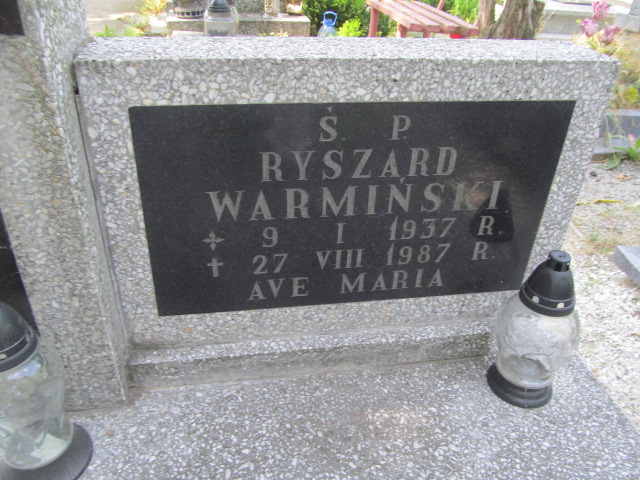 Ś. P.
RYSZARD
WARMIŃSKI
9 I 1937 R.
† 27 VIII 1987 R.
AVE MARIA